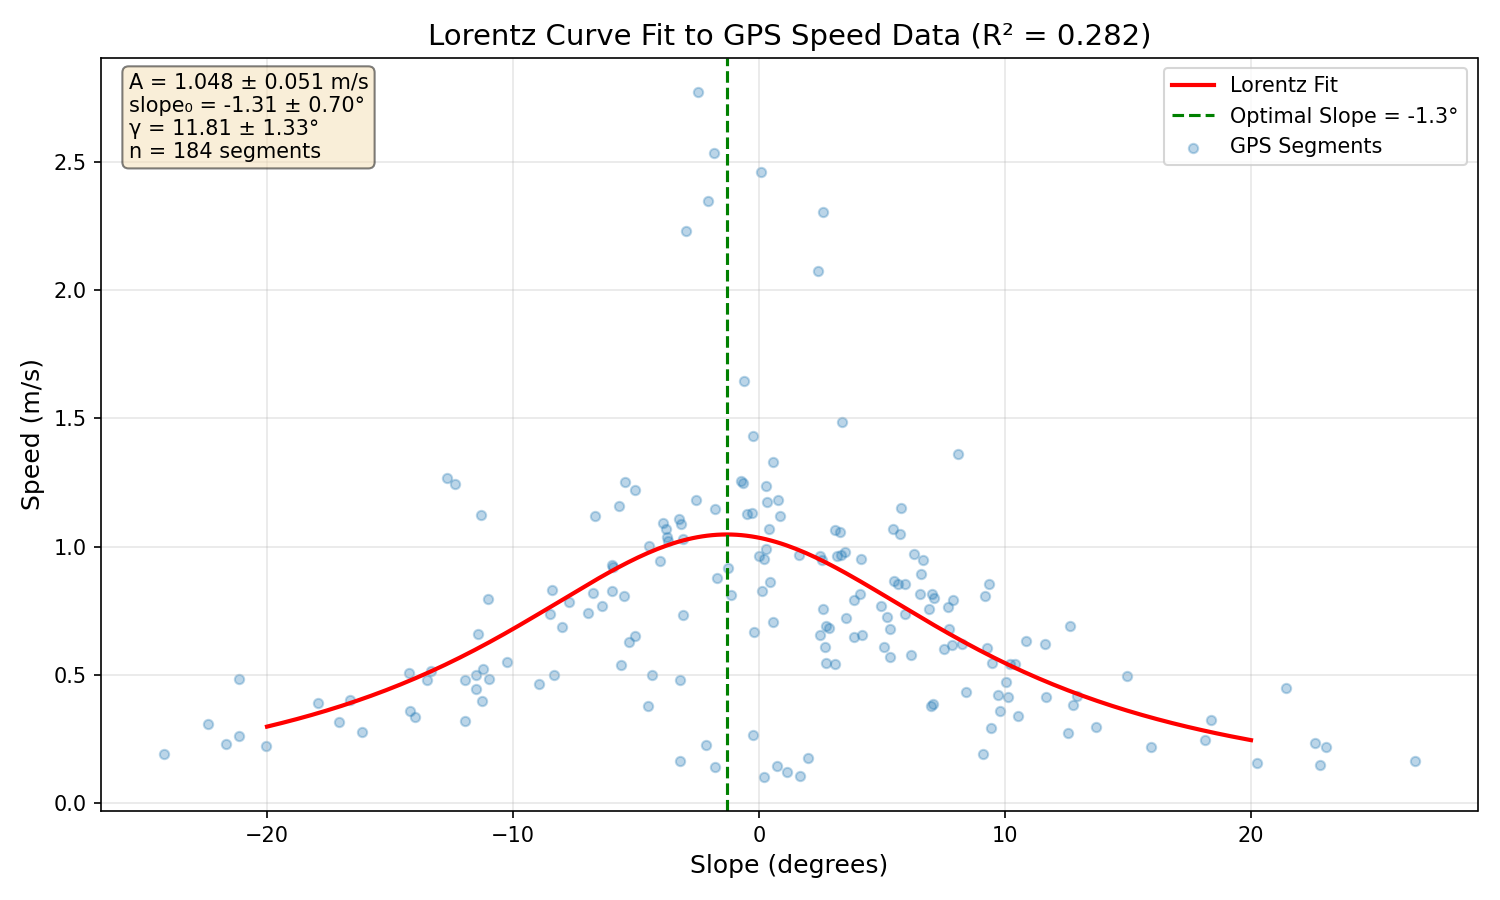 Lorentz Curve Fit to GPS Speed Data (R² = 0.282)
A = 1.048 ± 0.051 m/s
slope₀ = -1.31 ± 0.70°
γ = 11.81 ± 1.33°
n = 184 segments
Lorentz Fit
Optimal Slope = -1.3°
GPS Segments
Speed (m/s)
2.5
2.0
1.5
1.0
0.5
0.0
−20 −10 0 10 20
Slope (degrees)